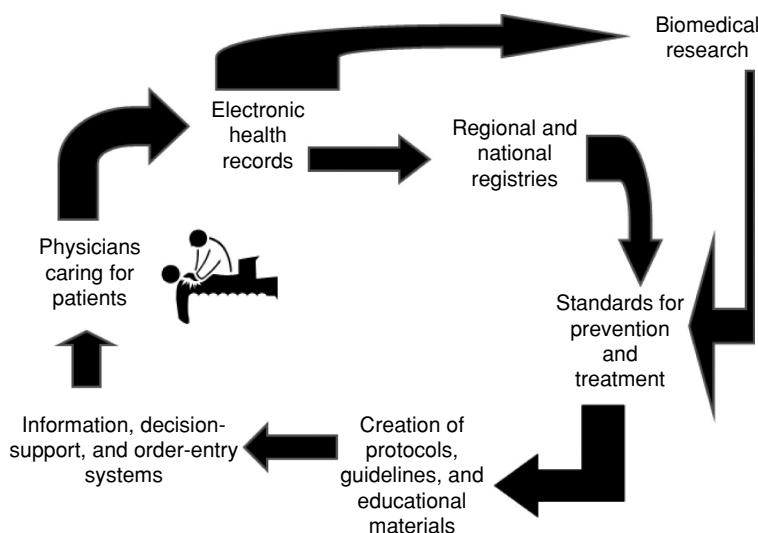 Biomedical
research
Electronic
health
records
Regional and
national
registries
Physicians
caring for
patients
Standards for
prevention
and
treatment
Information, decision-
support, and order-entry
systems
Creation of
protocols,
guidelines, and
educational
materials